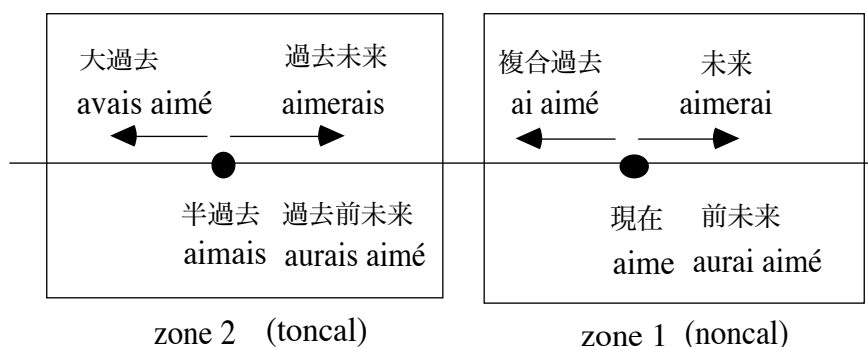 大過去 過去未来
avais aimé aimerais
半過去 過去前未来
aimais aurais aimé
zone 2 (toncal)
複合過去 未来
ai aimé aimerai
現在 前未来
aime aurai aimé
zone 1 (noncal)